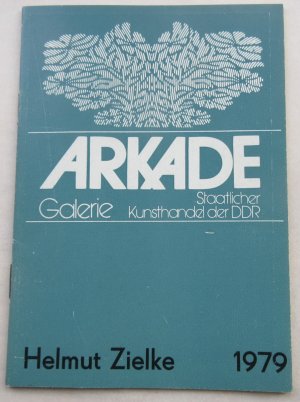 ARKADE
Galerie Staatlicher
Kunsthandel der DDR
Helmut Zielke 1979